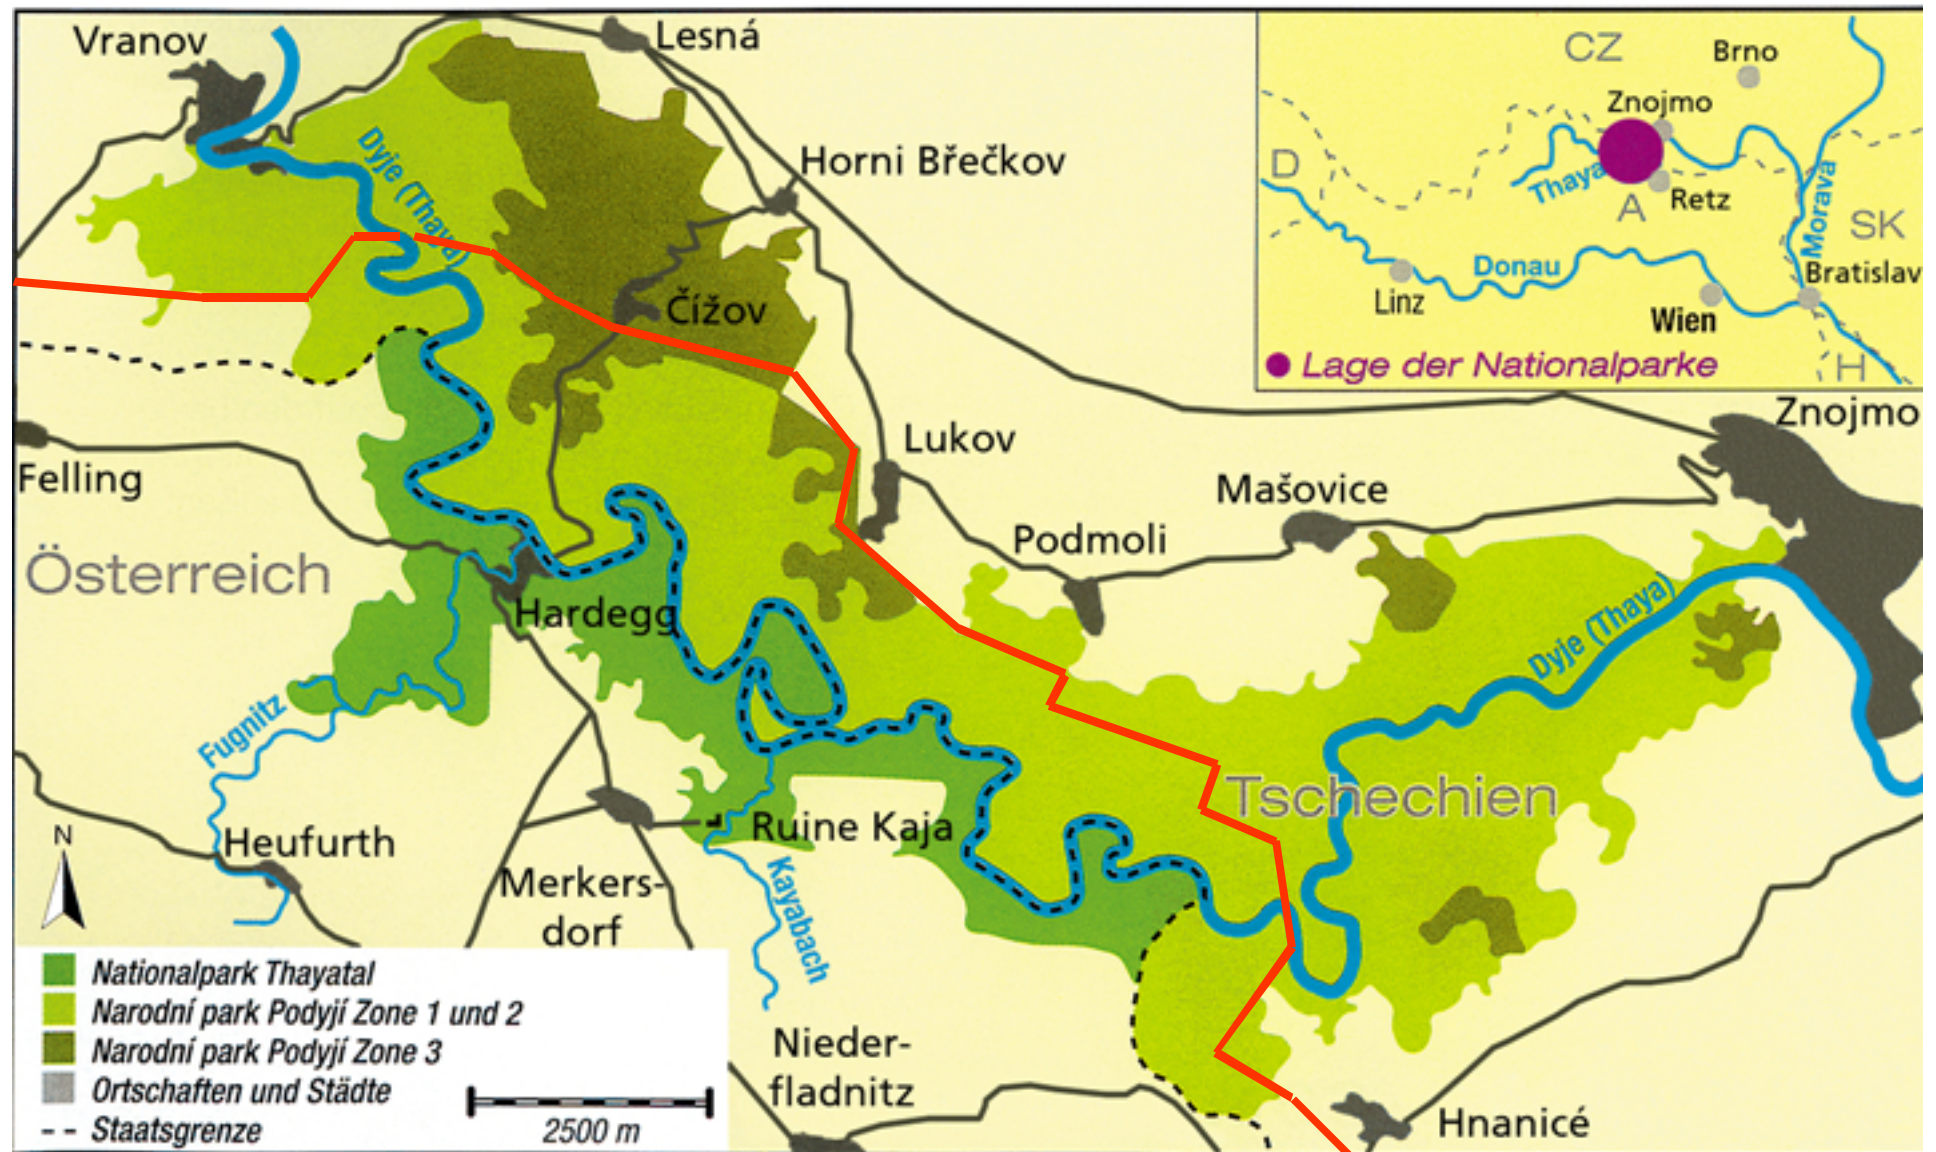 Vranov
Lesná
Horni Břečkov
Dyje (Thaya)
Čížov
Lukov
Felling
Mašovice
Podmoli
Znojmo
Österreich
Hardegg
Dyje (Thaya)
Fugnitz
Tschechien
Ruine Kaja
Heufurth
Merkers-
dorf
Kayabach
Nieder-
fladnitz
Hnanicé
N
CZ
Brno
Znojmo
D
Thaya
A
Retz
Morava
SK
Donau
Linz
Wien
Bratislav
H
Lage der Nationalparke
Nationalpark Thayatal
Narodní park Podyjí Zone 1 und 2
Narodní park Podyjí Zone 3
Ortschaften und Städte
Staatsgrenze
2500 m